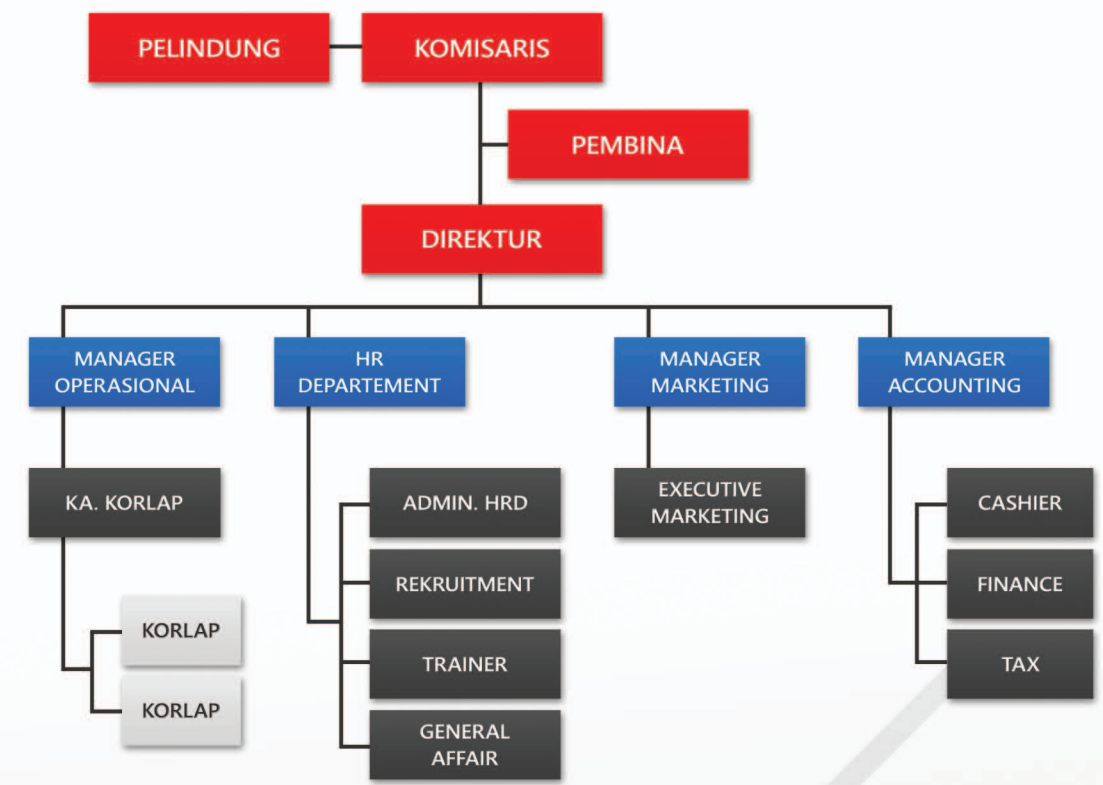 PELINDUNG
KOMISARIS
PEMBINA
DIREKTUR
MANAGER
OPERASIONAL
HR
DEPARTEMENT
MANAGER
MARKETING
MANAGER
ACCOUNTING
KA. KORLAP
ADMIN. HRD
EXECUTIVE
MARKETING
CASHIER
REKRUITMENT
FINANCE
KORLAP
TRAINER
TAX
KORLAP
GENERAL
AFFAIR